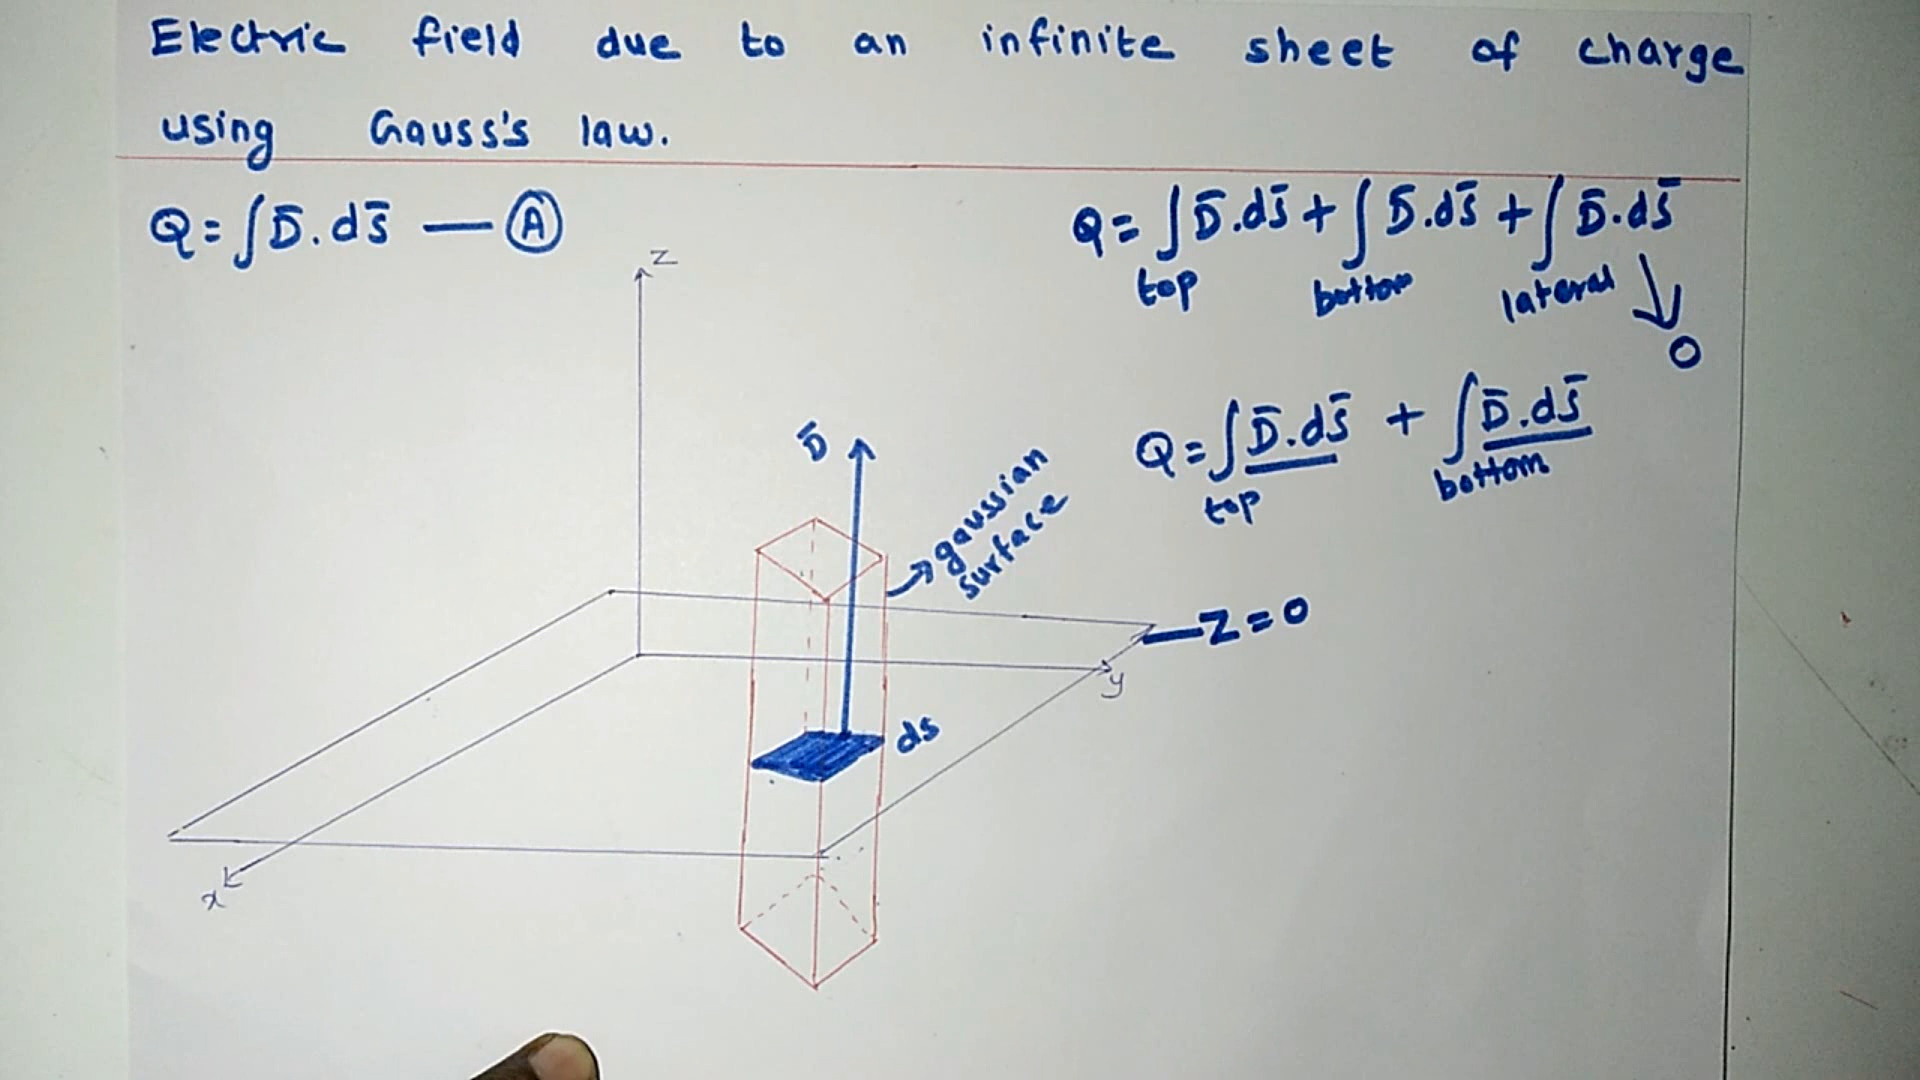 Electric field due to an infinite sheet of charge
using Gauss's law.
Q = ∫ D̄. ds̄ — Ⓐ
Q = ∫ D̄.ds̄ + ∫ D̄.ds̄ + ∫ D̄.ds̄
top bottom lateral
0
Q = ∫ D̄.ds̄ + ∫ D̄.ds̄
top bottom
z
D̄
gaussian
surface
Z = 0
y
ds
x